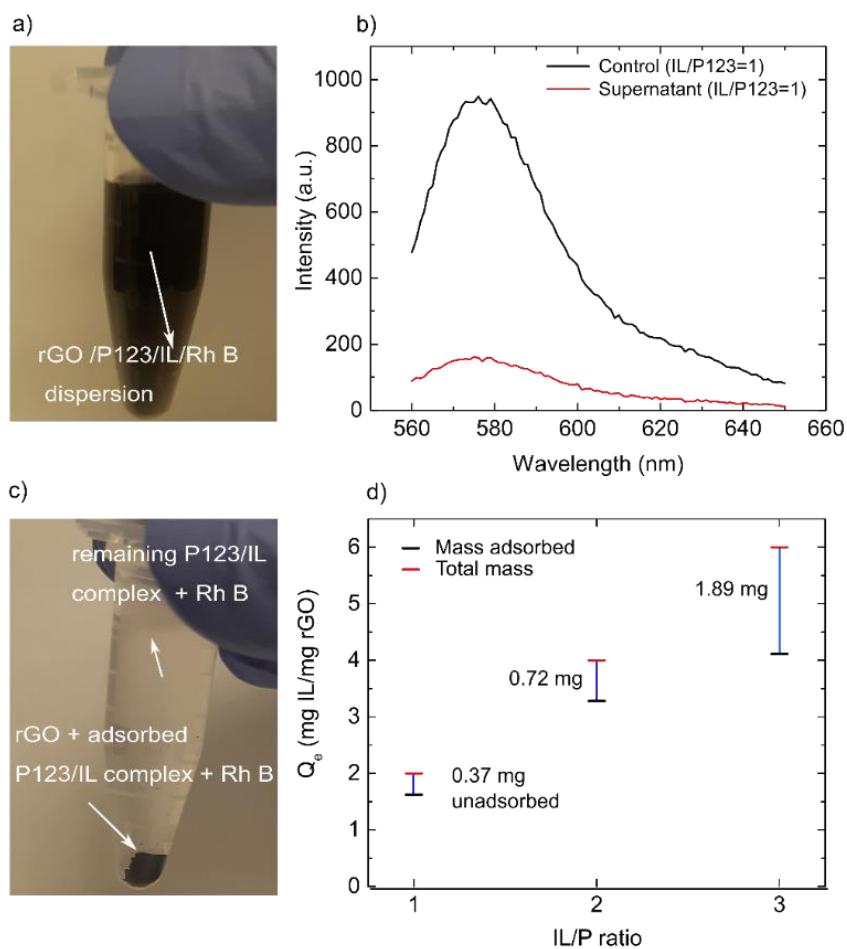 a)
rGO /P123/IL/Rh B
dispersion
b)
Control (IL/P123=1)
Supernatant (IL/P123=1)
1000
800
600
400
200
0
Intensity (a.u.)
560
580
600
620
640
660
Wavelength (nm)
c)
remaining P123/IL
complex + Rh B
rGO + adsorbed
P123/IL complex + Rh B
d)
Mass adsorbed
Total mass
6
5
4
3
2
1
0
Qe (mg IL/mg rGO)
1.89 mg
0.72 mg
0.37 mg
unadsorbed
1
2
3
IL/P ratio